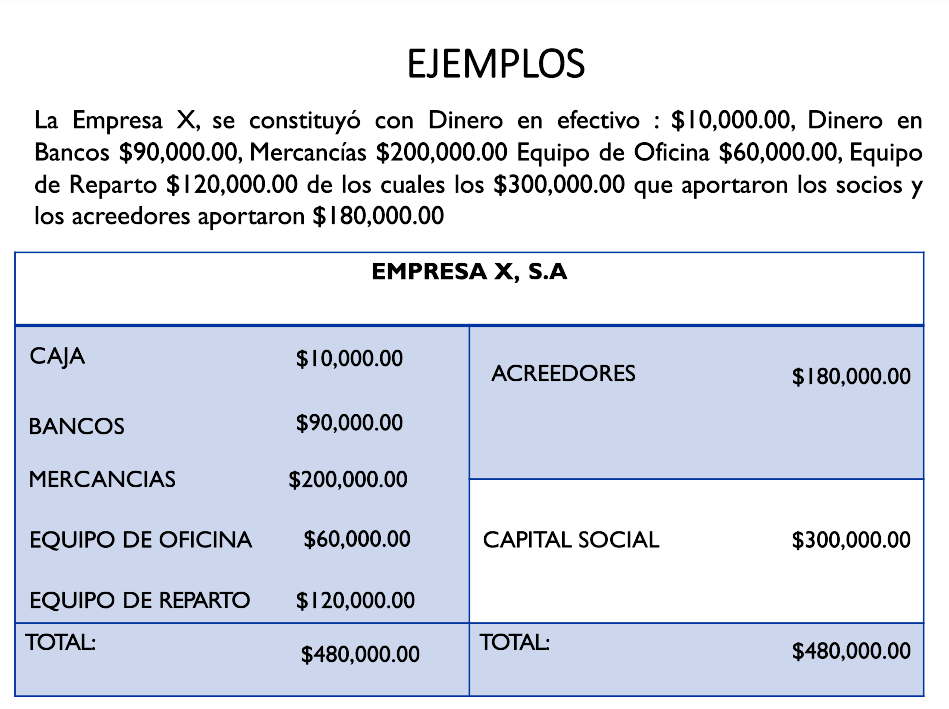 EJEMPLOS
La Empresa X, se constituyó con Dinero en efectivo : $10,000.00, Dinero en
Bancos $90,000.00, Mercancías $200,000.00 Equipo de Oficina $60,000.00, Equipo
de Reparto $120,000.00 de los cuales los $300,000.00 que aportaron los socios y
los acreedores aportaron $180,000.00
EMPRESA X, S.A
CAJA $10,000.00
BANCOS $90,000.00
MERCANCIAS $200,000.00
EQUIPO DE OFICINA $60,000.00
EQUIPO DE REPARTO $120,000.00
TOTAL: $480,000.00
ACREEDORES $180,000.00
CAPITAL SOCIAL $300,000.00
TOTAL: $480,000.00